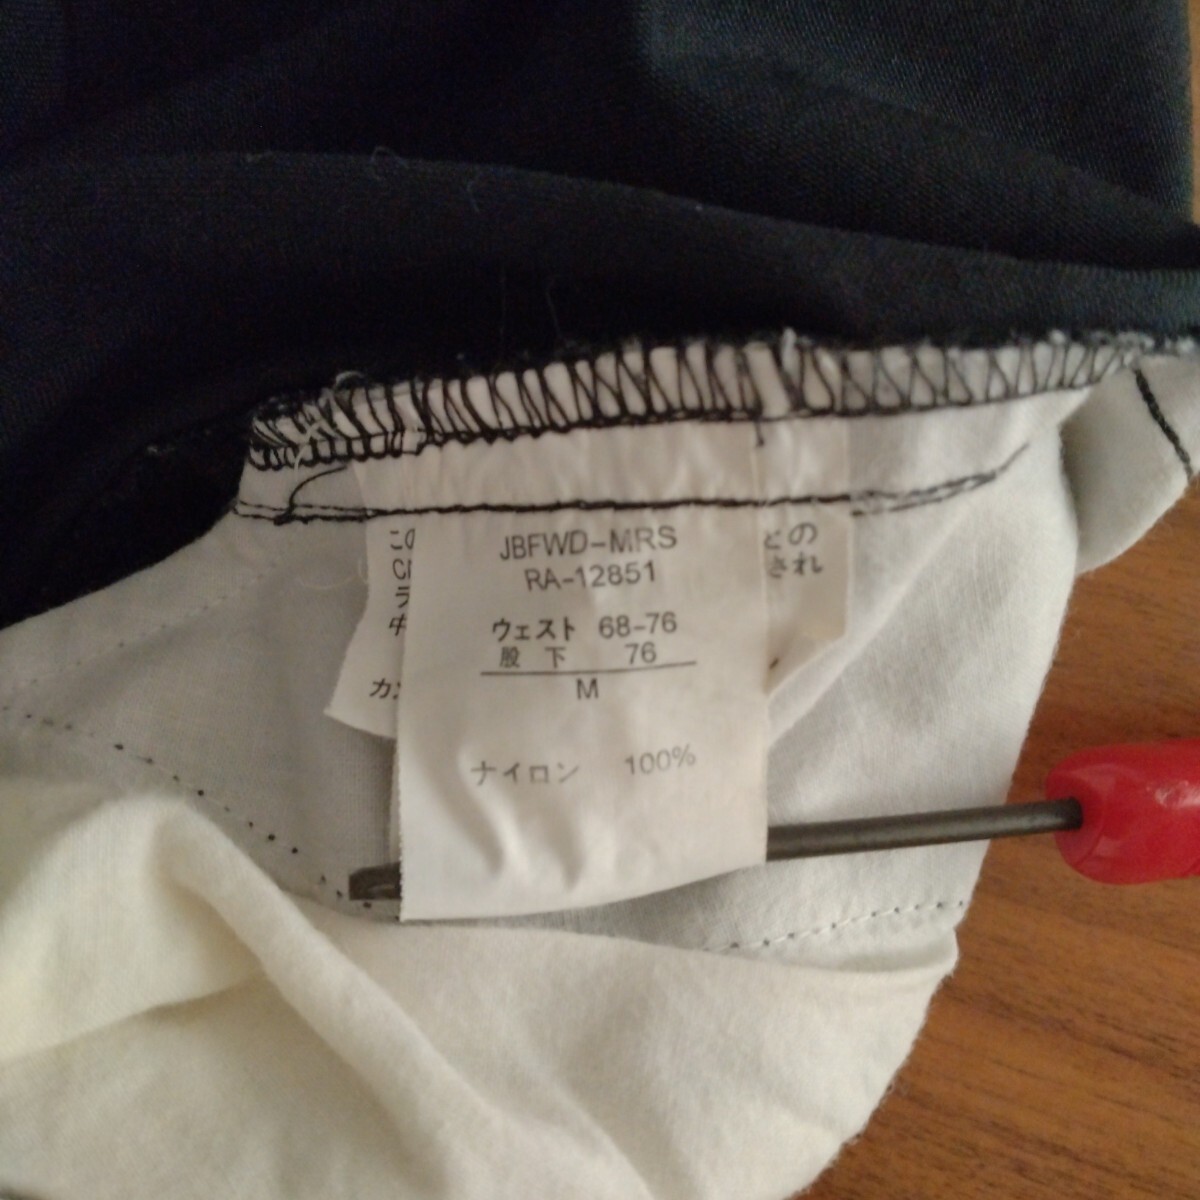 JBFWD-MRS
RA-12851
ウェスト 68-76
股 下 76
M
ナイロン 100%